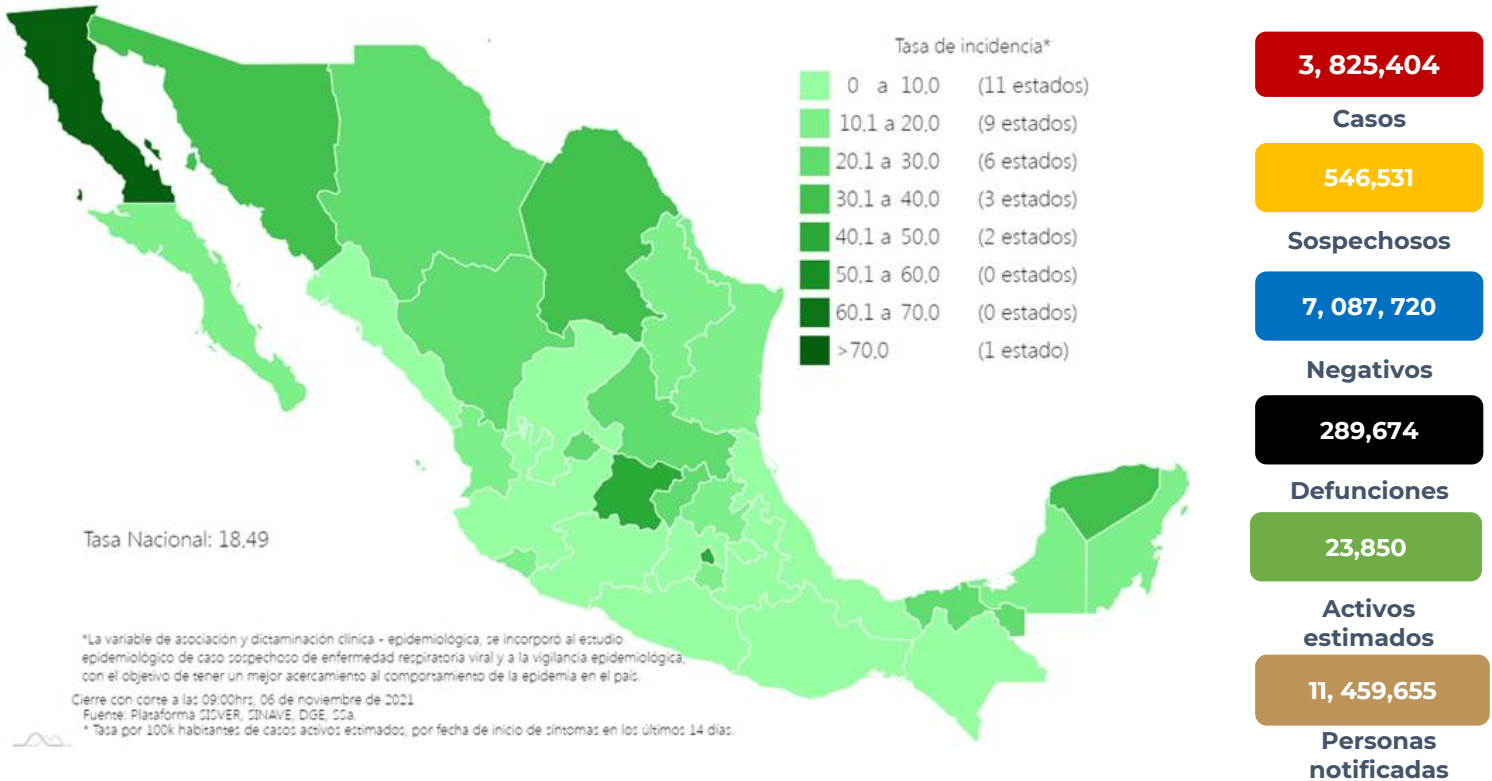 Tasa de incidencia*
0 a 10,0 (11 estados)
10,1 a 20,0 (9 estados)
20,1 a 30,0 (6 estados)
30,1 a 40,0 (3 estados)
40,1 a 50,0 (2 estados)
50,1 a 60,0 (0 estados)
60,1 a 70,0 (0 estados)
>70,0 (1 estado)
Tasa Nacional: 18,49
*La variable de asociación y dictaminación clínica - epidemiológica, se incorporó al estudio
epidemiológico de caso sospechoso de enfermedad respiratoria viral y a la vigilancia epidemiológica,
con el objetivo de tener un mejor acercamiento al comportamiento de la epidemia en el país.
Cierre con corte a las 09:00hrs, 06 de noviembre de 2021
Fuente: Plataforma SISVER, SINAVE, DGE, SSa.
* Tasa por 100k habitantes de casos activos estimados, por fecha de inicio de síntomas en los últimos 14 días.
3, 825,404
Casos
546,531
Sospechosos
7, 087, 720
Negativos
289,674
Defunciones
23,850
Activos
estimados
11, 459,655
Personas
notificadas